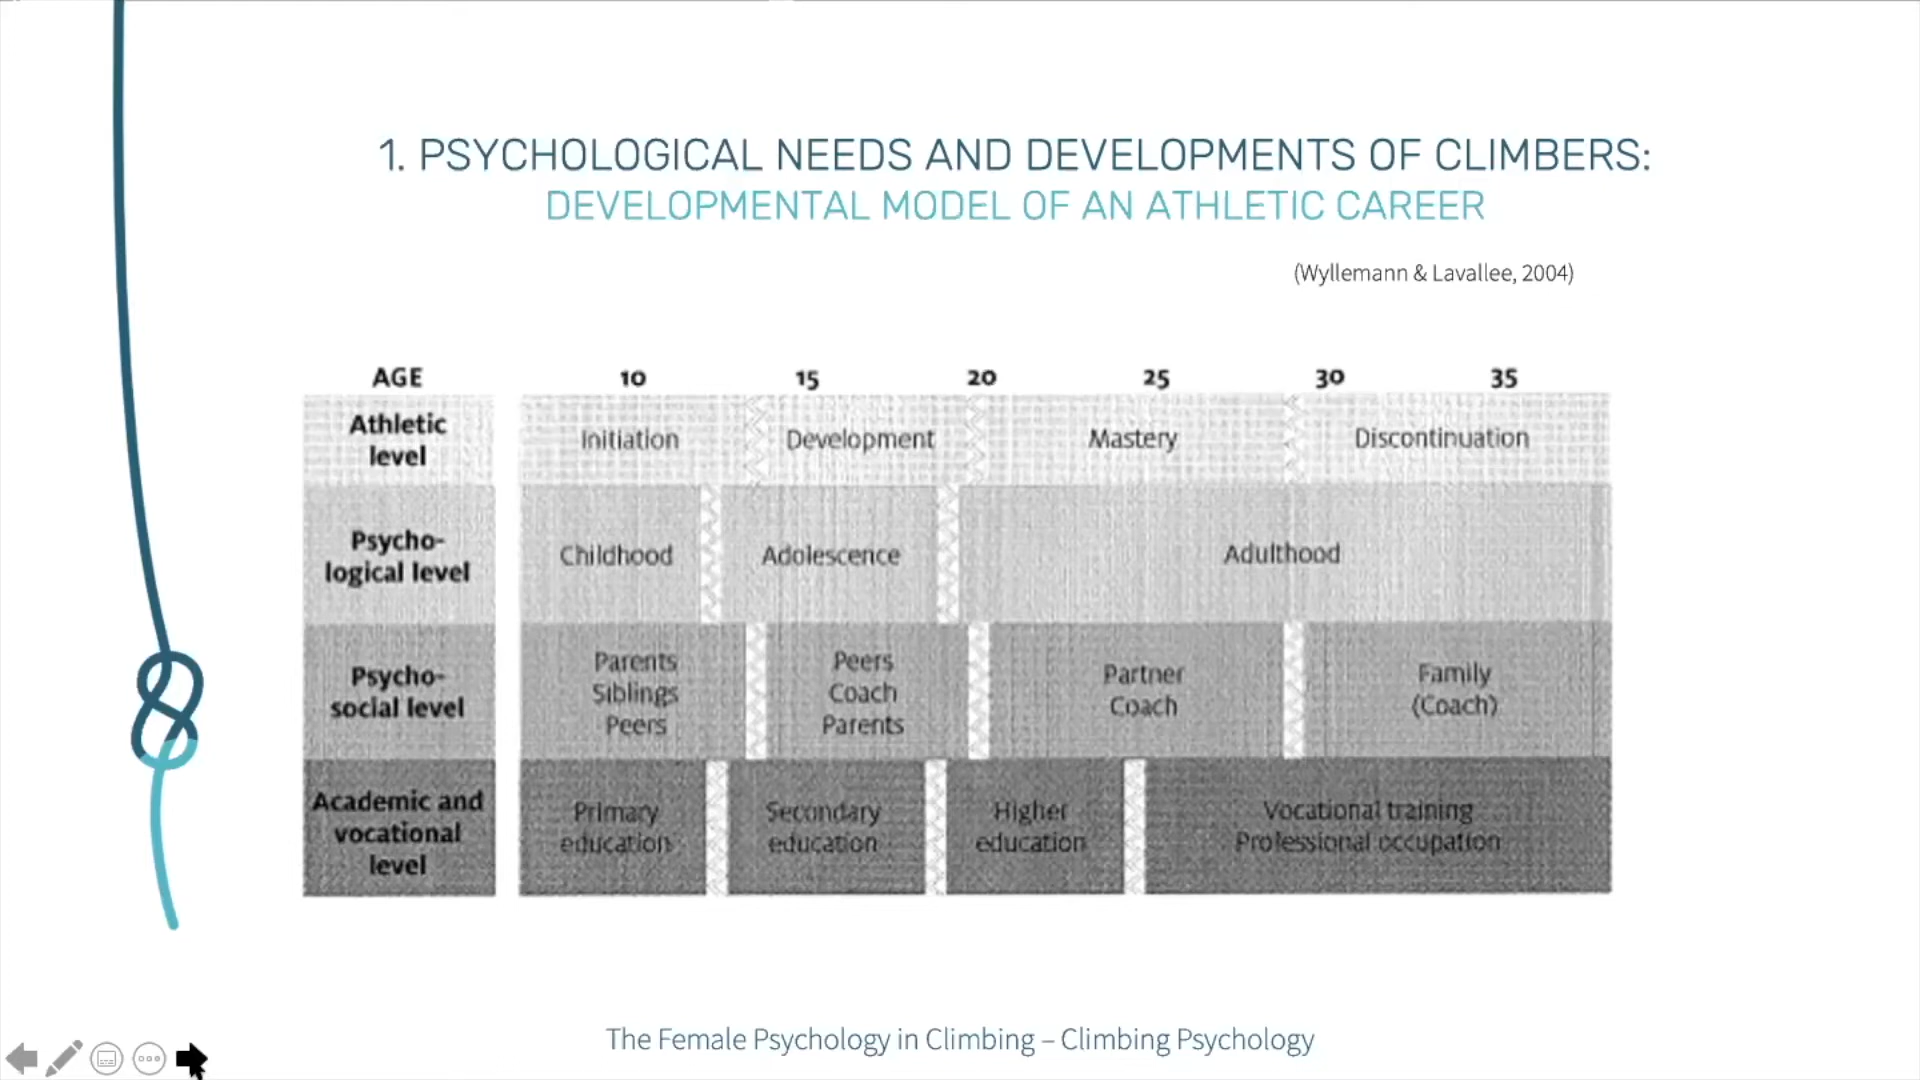 1. PSYCHOLOGICAL NEEDS AND DEVELOPMENTS OF CLIMBERS:
DEVELOPMENTAL MODEL OF AN ATHLETIC CAREER
(Wyllemann & Lavallee, 2004)
AGE 10 15 20 25 30 35
Athletic
level
Initiation Development Mastery Discontinuation
Psycho-
logical level
Childhood Adolescence Adulthood
Psycho-
social level
Parents
Siblings
Peers
Peers
Coach
Parents
Partner
Coach
Family
(Coach)
Academic and
vocational
level
Primary
education
Secondary
education
Higher
education
Vocational training
Professional occupation
The Female Psychology in Climbing – Climbing Psychology